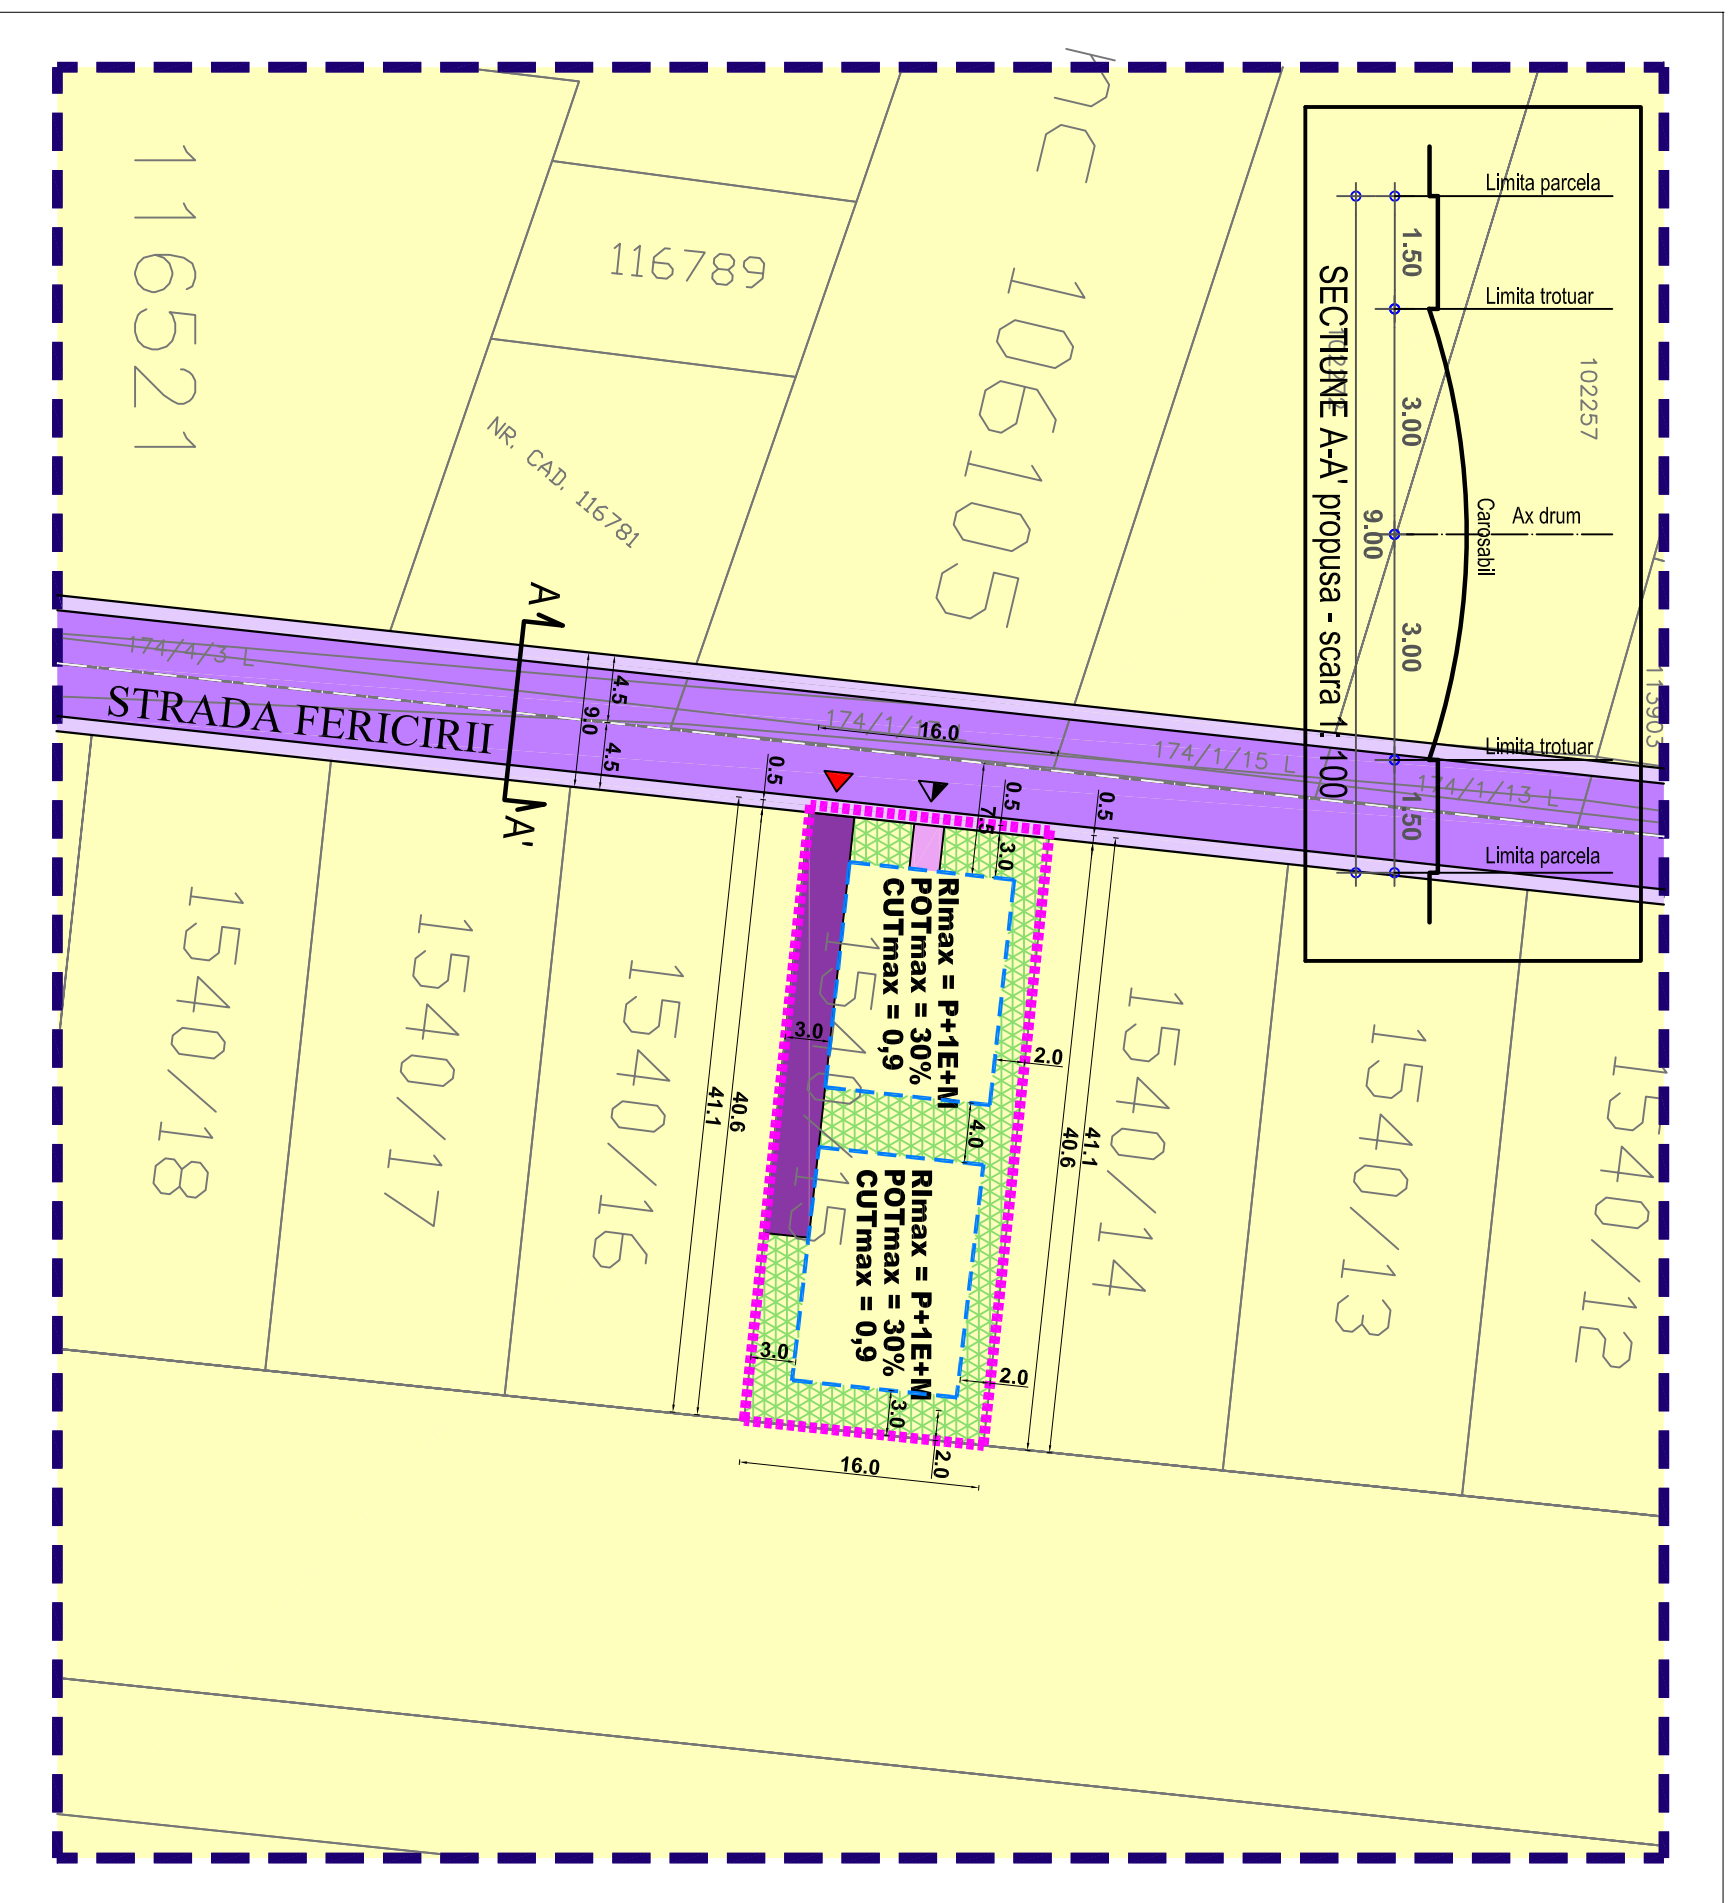 116521
116789
NR. CAD. 116781
106105
SECTIUNE A-A' propusa - scara 1: 100
Limita parcela
1.50
Limita trotuar
3.00
102257
Ax drum
Carosabil
9.00
3.00
Limita trotuar
1.50
Limita parcela
113903
174/4/3 L
STRADA FERICIRII
A
A'
4.5
9.0
4.5
16.0
174/1/15 L
174/1/13 L
0.5
0.5
0.5
7.5
3.0
RImax = P+1E+M
POTmax = 30%
CUTmax = 0,9
3.0
2.0
4.0
40.6
41.1
41.1
40.6
RImax = P+1E+M
POTmax = 30%
CUTmax = 0,9
3.0
2.0
3.0
2.0
16.0
1540/18
1540/17
1540/16
1540/15
1540/14
1540/13
1540/12